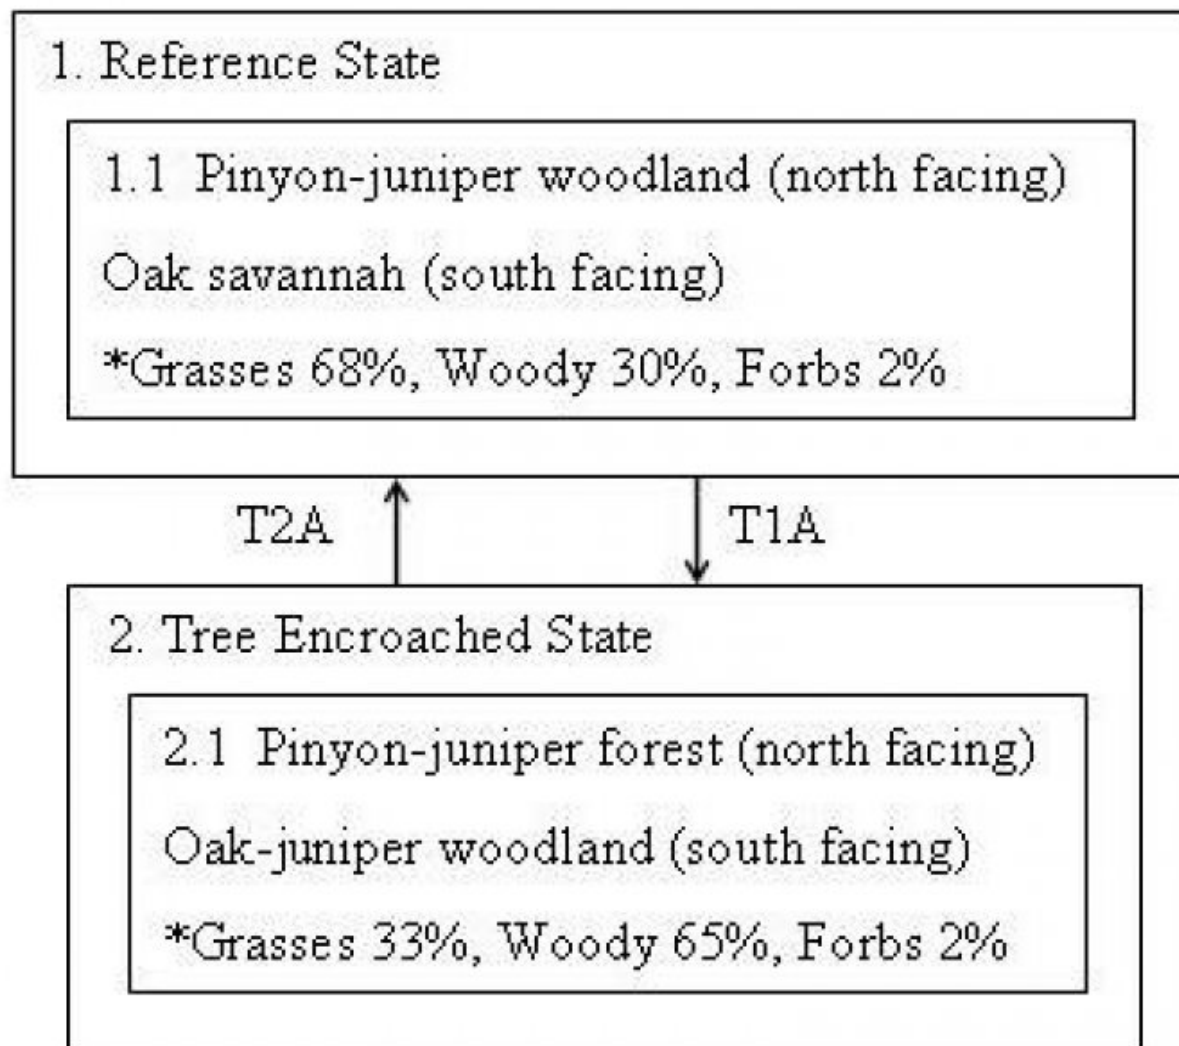 1. Reference State
1.1 Pinyon-juniper woodland (north facing)
Oak savannah (south facing)
*Grasses 68%, Woody 30%, Forbs 2%
T2A
T1A
2. Tree Encroached State
2.1 Pinyon-juniper forest (north facing)
Oak-juniper woodland (south facing)
*Grasses 33%, Woody 65%, Forbs 2%